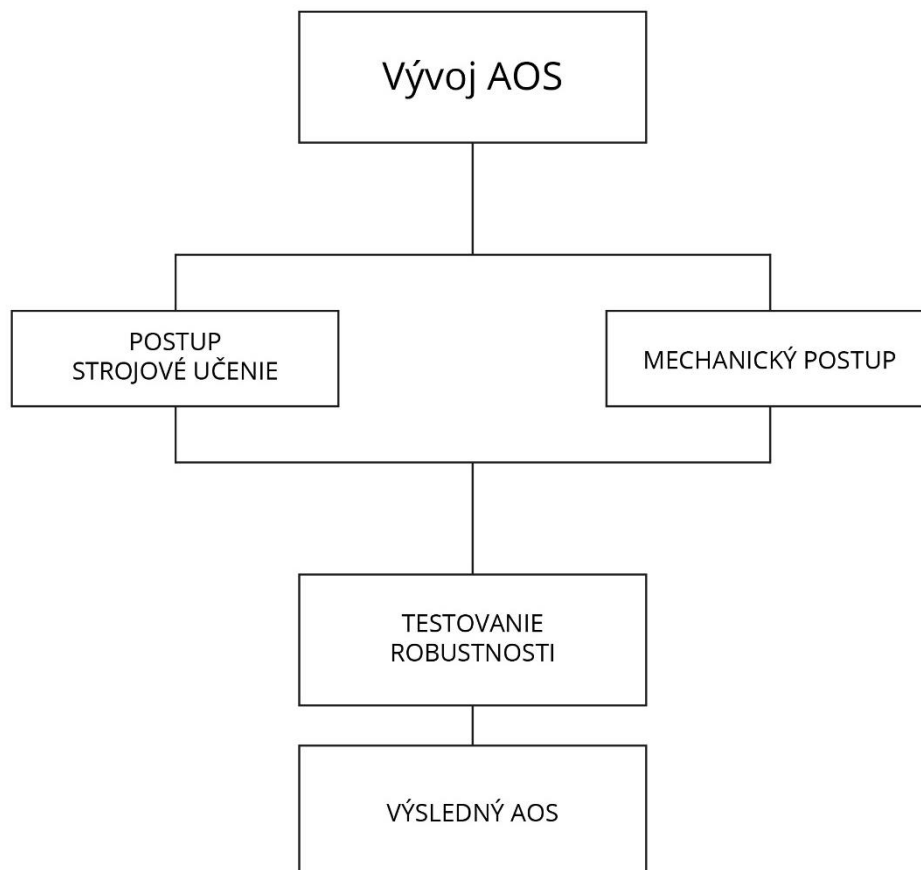 Vývoj AOS
POSTUP
STROJOVÉ UČENIE
MECHANICKÝ POSTUP
TESTOVANIE
ROBUSTNOSTI
VÝSLEDNÝ AOS